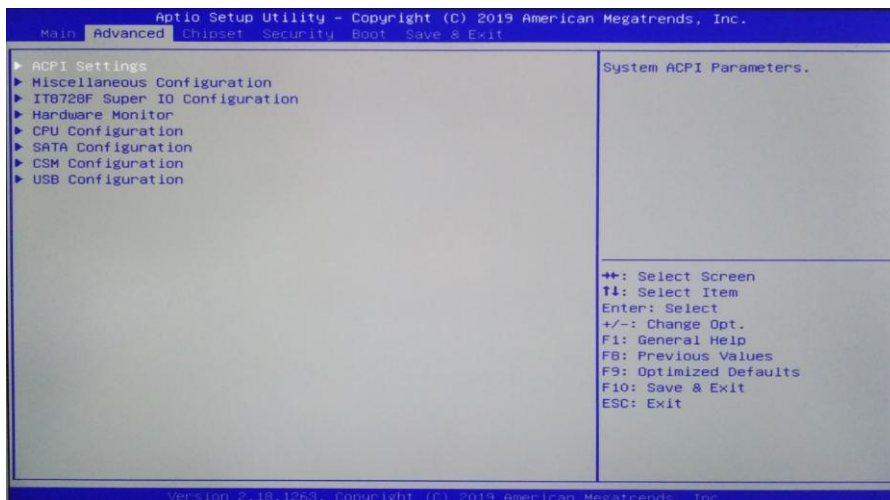 Aptio Setup Utility – Copyright (C) 2019 American Megatrends, Inc.
Main Advanced Chipset Security Boot Save & Exit
► ACPI Settings
► Miscellaneous Configuration
► IT8728F Super IO Configuration
► Hardware Monitor
► CPU Configuration
► SATA Configuration
► CSM Configuration
► USB Configuration
System ACPI Parameters.
→←: Select Screen
↑↓: Select Item
Enter: Select
+/-: Change Opt.
F1: General Help
F8: Previous Values
F9: Optimized Defaults
F10: Save & Exit
ESC: Exit
Version 2.18.1263. Copyright (C) 2019 American Megatrends, Inc.